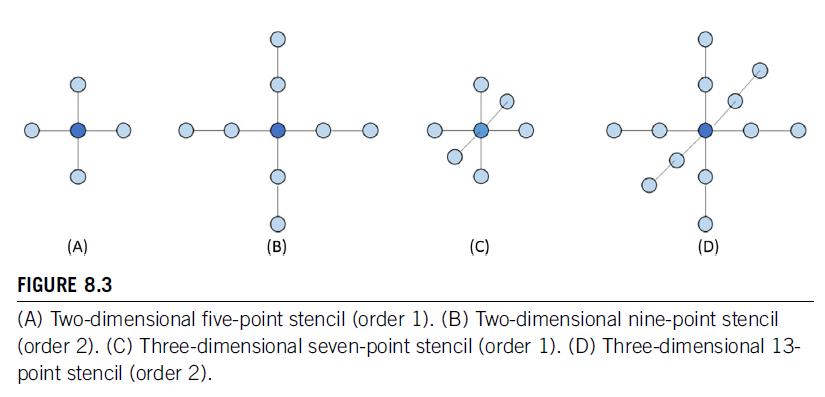 (A) (B) (C) (D)
FIGURE 8.3
(A) Two-dimensional five-point stencil (order 1). (B) Two-dimensional nine-point stencil
(order 2). (C) Three-dimensional seven-point stencil (order 1). (D) Three-dimensional 13-
point stencil (order 2).